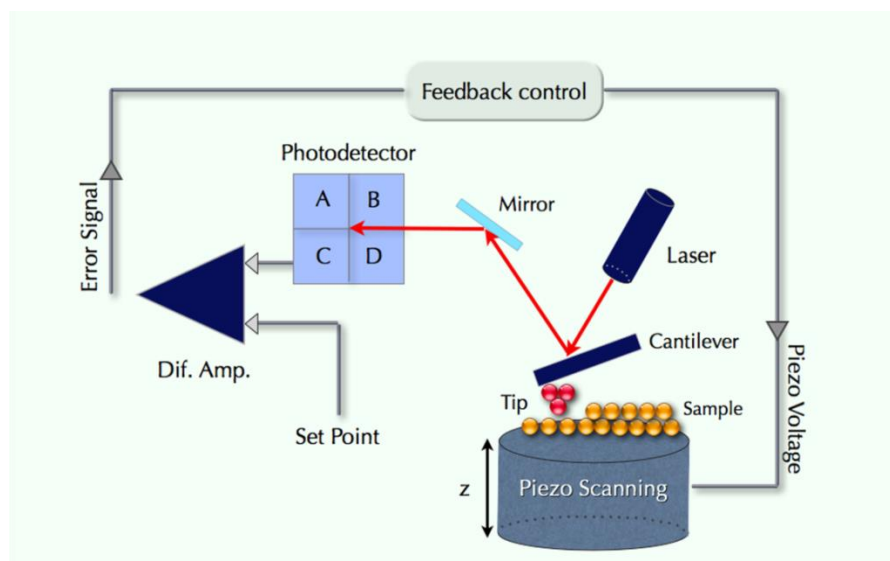 Feedback control
Photodetector
A B
C D
Mirror
Laser
Error Signal
Dif. Amp.
Set Point
Cantilever
Tip
Sample
Piezo Voltage
z
Piezo Scanning